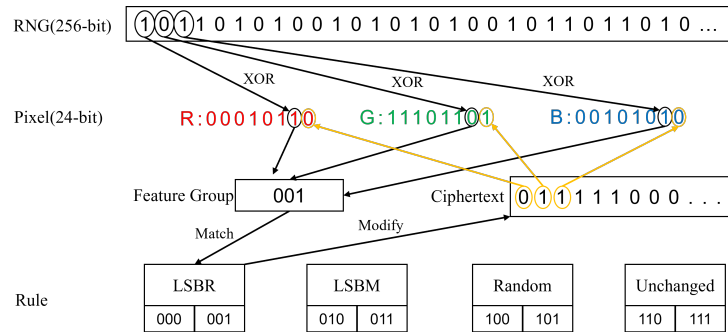 RNG(256-bit) 1 0 1 1 0 1 0 1 0 0 1 0 1 0 1 0 1 0 0 1 0 1 1 0 1 1 0 1 0 ...
XOR XOR XOR
Pixel(24-bit) R:00010110 G:11101101 B:00101010
Feature Group 001 Ciphertext 0 1 1 1 1 1 0 0 0 ...
Match Modify
Rule LSBR LSBM Random Unchanged
000 001 010 011 100 101 110 111